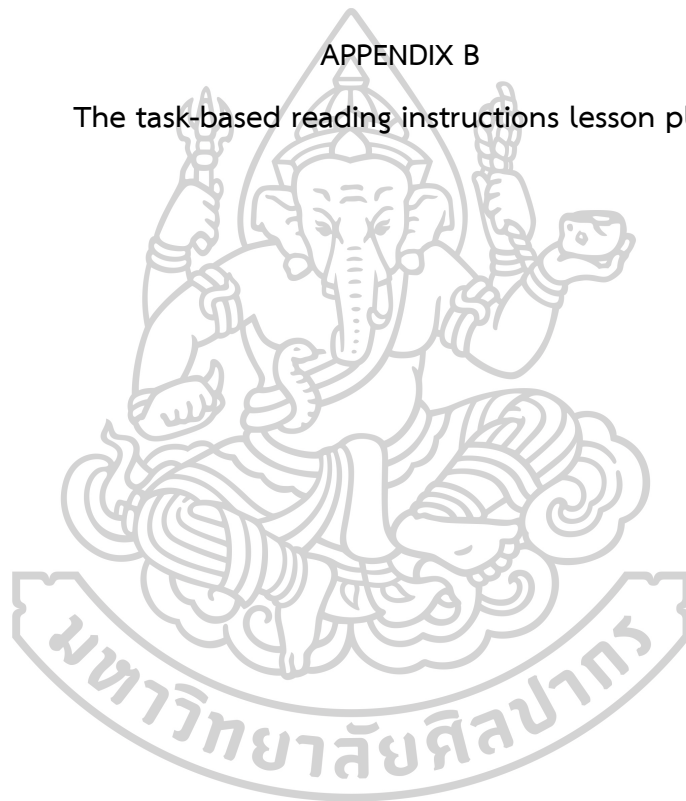 APPENDIX B
The task-based reading instructions lesson pl
มหาวิทยาลัยศิลปากร